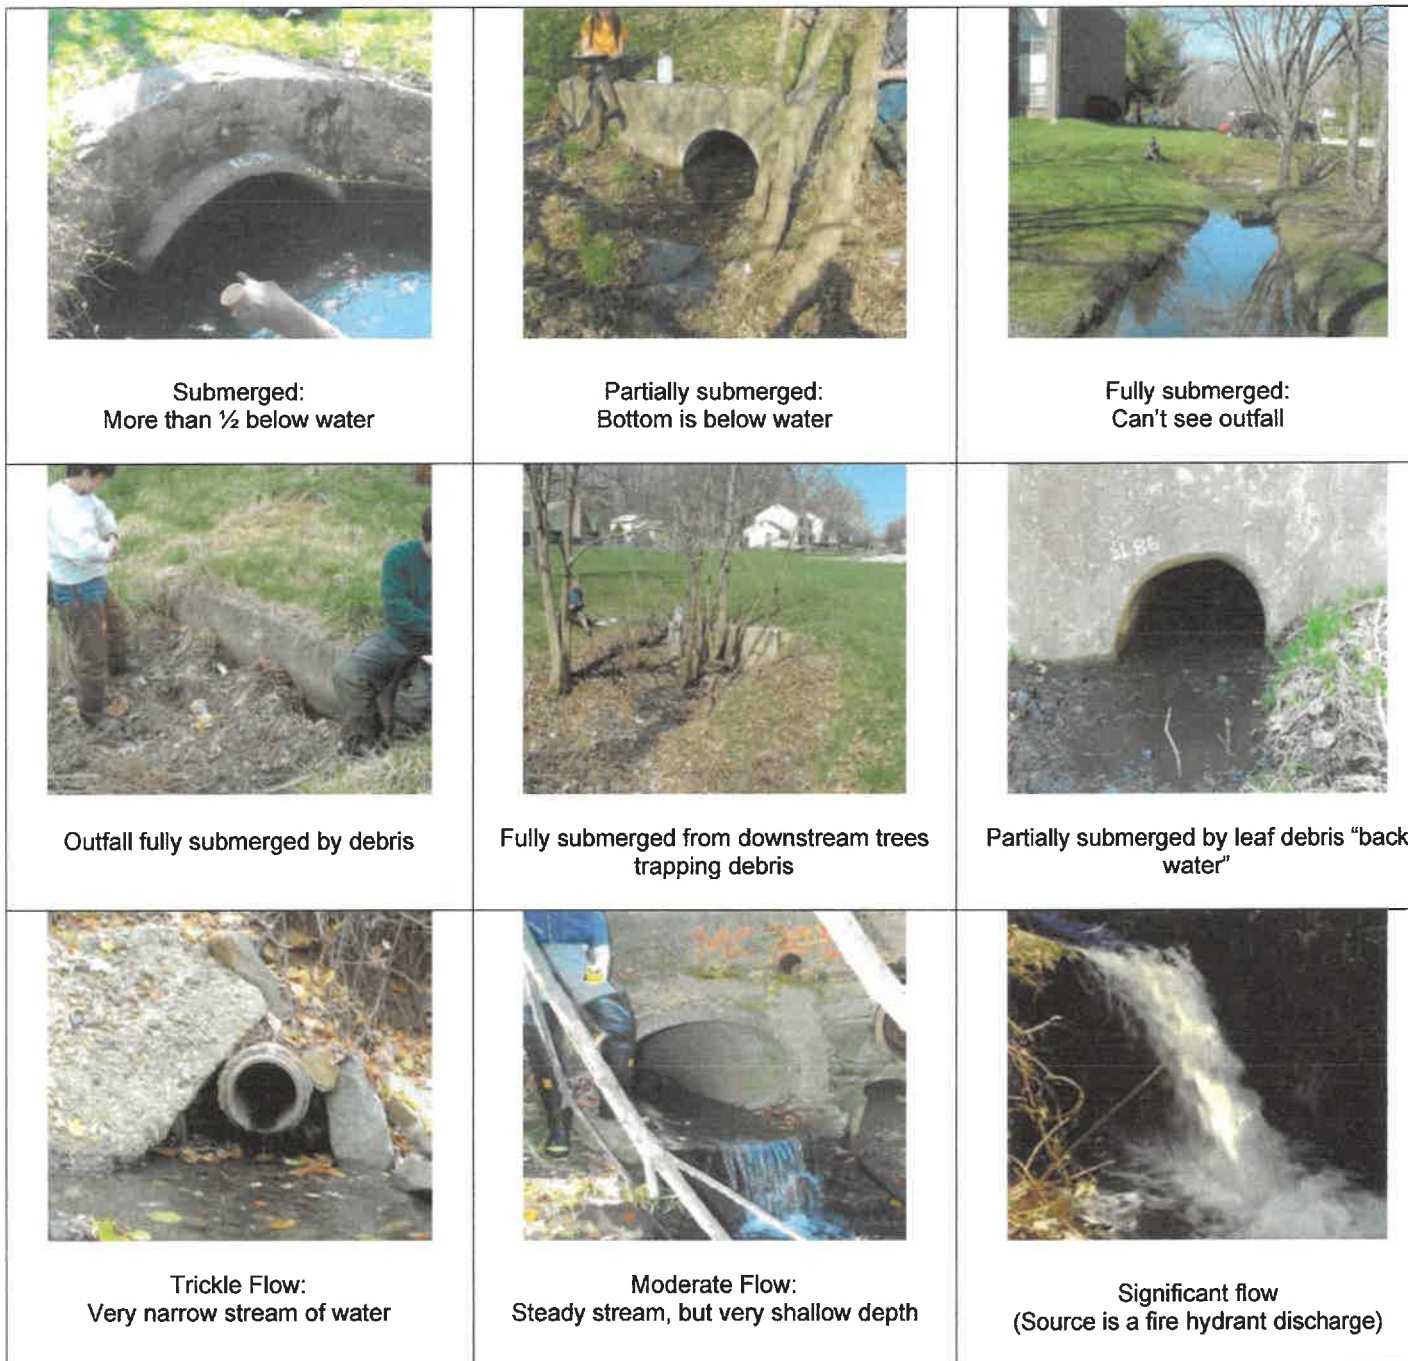 Submerged:
More than ½ below water
Partially submerged:
Bottom is below water
Fully submerged:
Can't see outfall
Outfall fully submerged by debris
Fully submerged from downstream trees
trapping debris
Partially submerged by leaf debris “back
water”
Trickle Flow:
Very narrow stream of water
Moderate Flow:
Steady stream, but very shallow depth
Significant flow
(Source is a fire hydrant discharge)